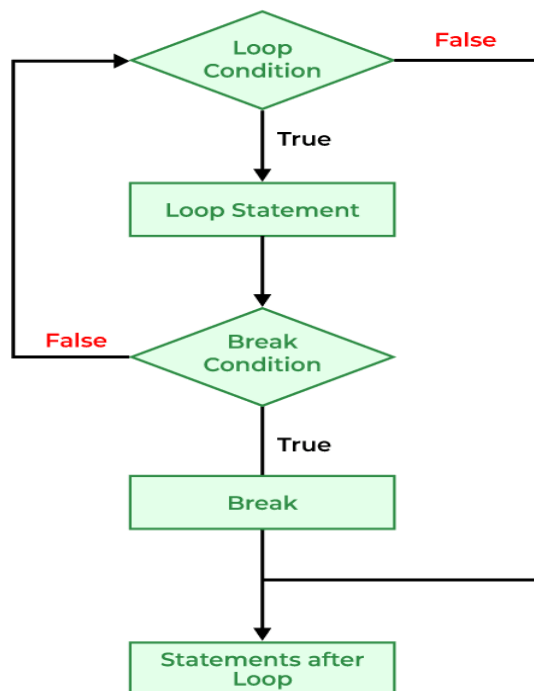 Loop
Condition
False
True
Loop Statement
False
Break
Condition
True
Break
Statements after
Loop